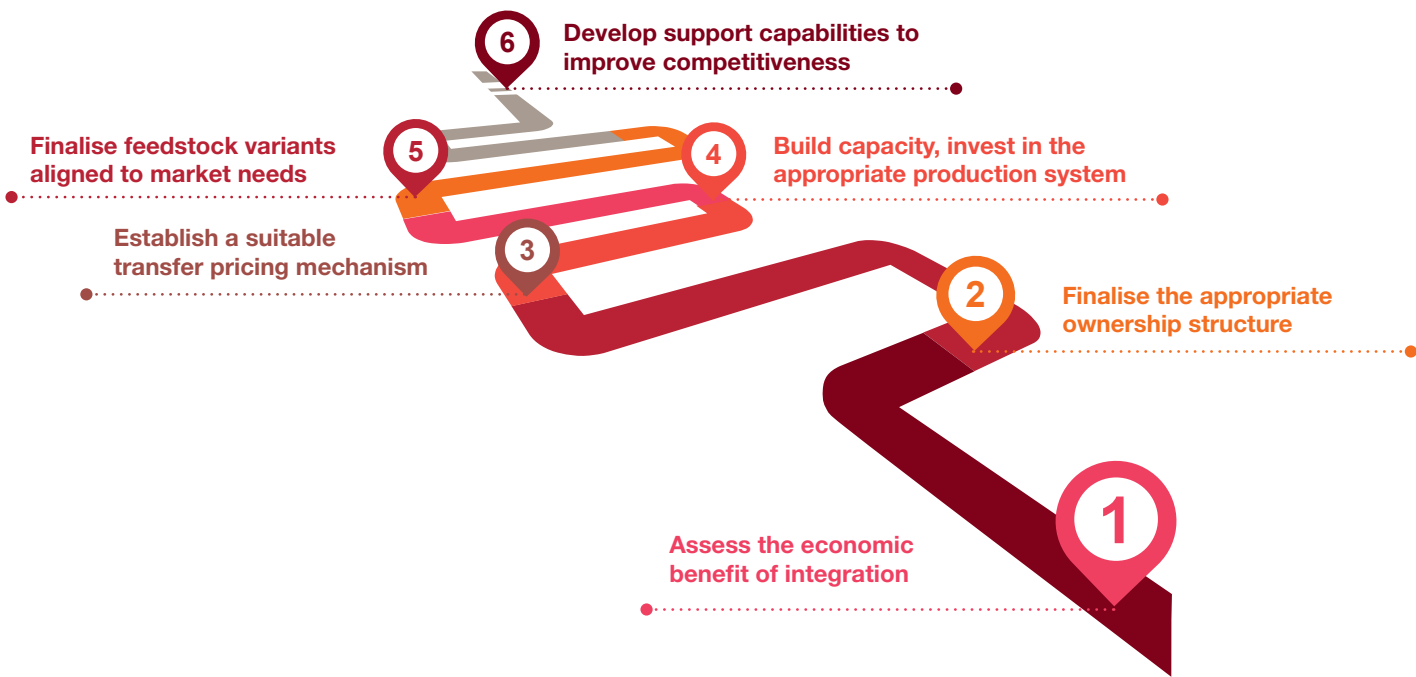 6
Develop support capabilities to
improve competitiveness
5
Finalise feedstock variants
aligned to market needs
4
Build capacity, invest in the
appropriate production system
3
Establish a suitable
transfer pricing mechanism
2
Finalise the appropriate
ownership structure
1
Assess the economic
benefit of integration